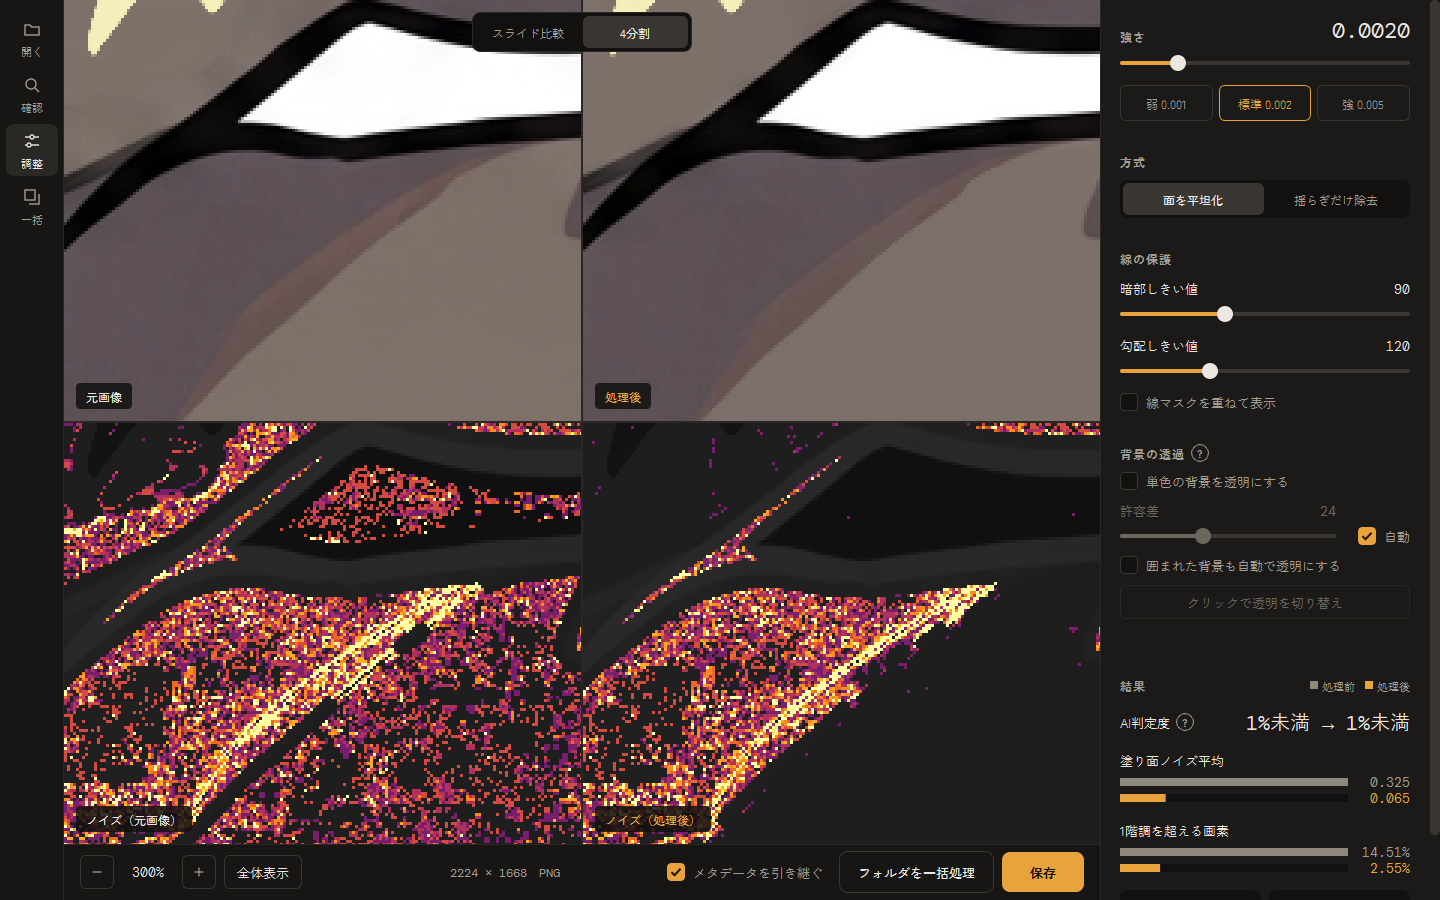 開く
確認
調整
一括
スライド比較
4分割
元画像
処理後
ノイズ（元画像）
ノイズ（処理後）
300%
全体表示
2224 × 1668 PNG
メタデータを引き継ぐ
フォルダを一括処理
保存
強さ 0.0020
弱 0.001
標準 0.002
強 0.005
方式
面を平坦化
揺らぎだけ除去
線の保護
暗部しきい値 90
勾配しきい値 120
線マスクを重ねて表示
背景の透過 ?
単色の背景を透明にする
許容差 24
自動
囲まれた背景も自動で透明にする
クリックで透明を切り替え
結果 処理前 処理後
AI判定度 ? 1%未満 → 1%未満
塗り面ノイズ平均
0.325
0.065
1階調を超える画素
14.51%
2.55%